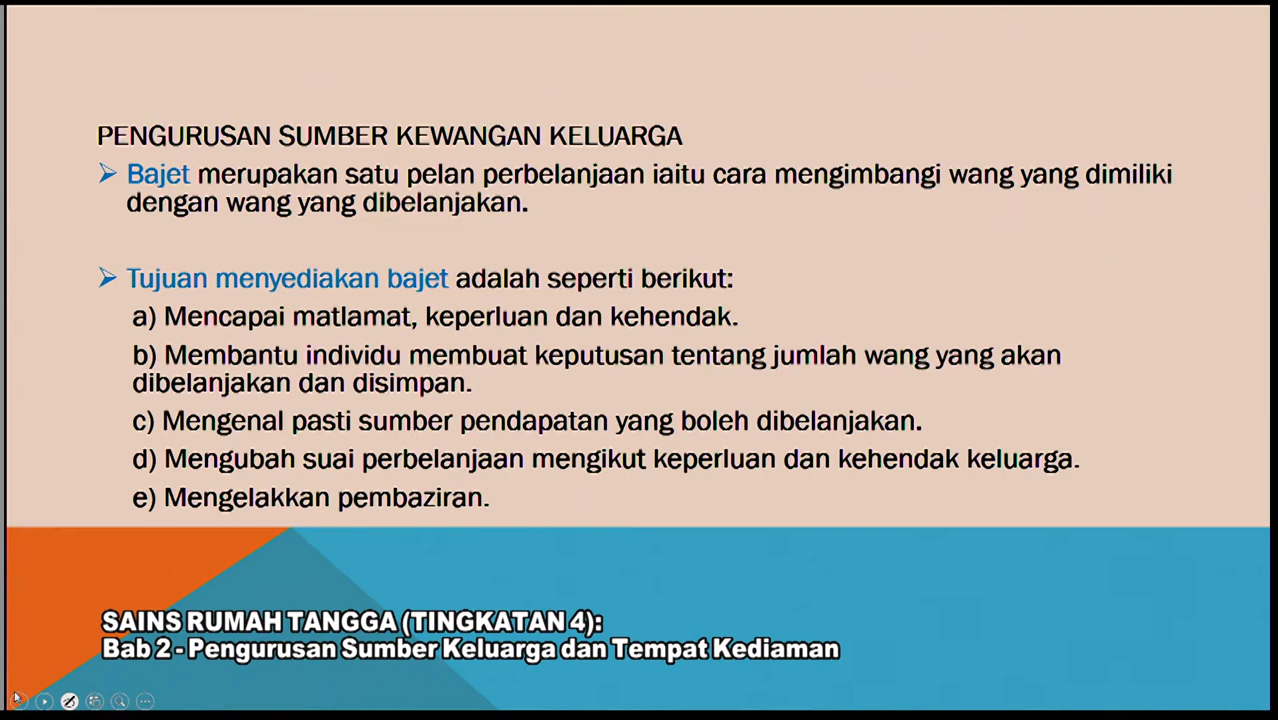 PENGURUSAN SUMBER KEWANGAN KELUARGA
Bajet merupakan satu pelan perbelanjaan iaitu cara mengimbangi wang yang dimiliki
dengan wang yang dibelanjakan.
Tujuan menyediakan bajet adalah seperti berikut:
a) Mencapai matlamat, keperluan dan kehendak.
b) Membantu individu membuat keputusan tentang jumlah wang yang akan
dibelanjakan dan disimpan.
c) Mengenal pasti sumber pendapatan yang boleh dibelanjakan.
d) Mengubah suai perbelanjaan mengikut keperluan dan kehendak keluarga.
e) Mengelakkan pembaziran.
SAINS RUMAH TANGGA (TINGKATAN 4):
Bab 2 - Pengurusan Sumber Keluarga dan Tempat Kediaman